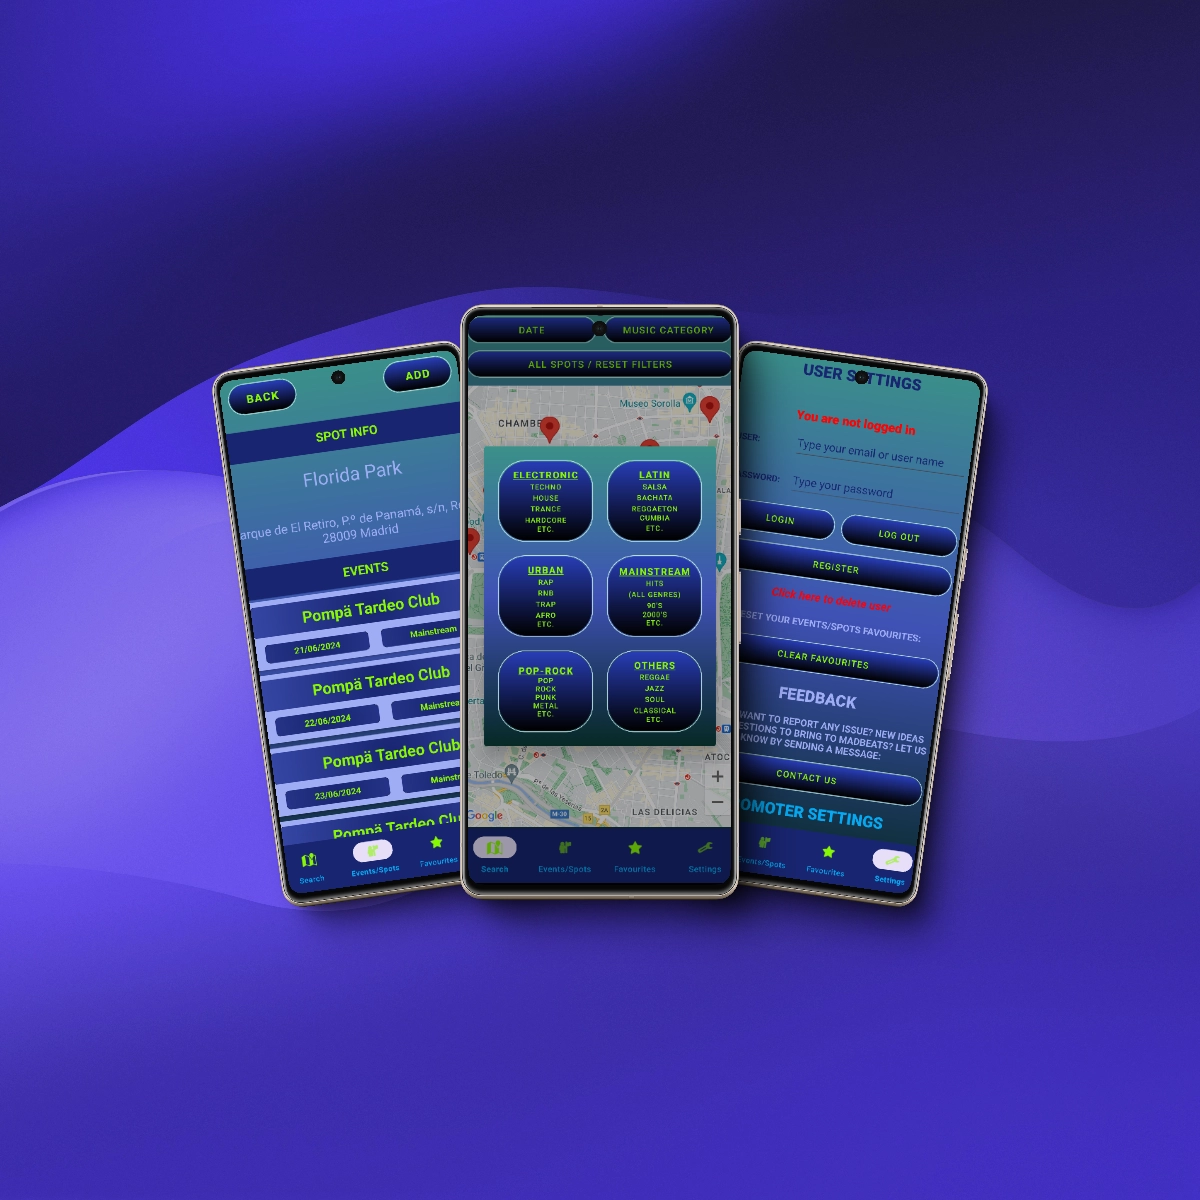 BACK
ADD
SPOT INFO
Florida Park
arque de El Retiro, P.º de Panamá, s/n, Re
28009 Madrid
EVENTS
Pompä Tardeo Club
21/06/2024
Mainstream
Pompä Tardeo Club
22/06/2024
Mainstrea
Pompä Tardeo Club
23/06/2024
Mainstr
Pompä Tardeo Clu
Search
Events/Spots
Favourites
DATE
MUSIC CATEGORY
ALL SPOTS / RESET FILTERS
Museo Sorolla
CHAMBE
ELECTRONIC
TECHNO
HOUSE
TRANCE
HARDCORE
ETC.
LATIN
SALSA
BACHATA
REGGAETON
CUMBIA
ETC.
URBAN
RAP
RNB
TRAP
AFRO
ETC.
MAINSTREAM
HITS
(ALL GENRES)
90'S
2000'S
ETC.
POP-ROCK
POP
ROCK
PUNK
METAL
ETC.
OTHERS
REGGAE
JAZZ
SOUL
CLASSICAL
ETC.
ATOC
e Toledo
M-30
LAS DELICIAS
Google
+
−
Search
Events/Spots
Favourites
Settings
USER SETTINGS
You are not logged in
SER:
Type your email or user name
SSWORD:
Type your password
LOGIN
LOG OUT
REGISTER
Click here to delete user
ESET YOUR EVENTS/SPOTS FAVOURITES:
CLEAR FAVOURITES
FEEDBACK
WANT TO REPORT ANY ISSUE? NEW IDEAS
ESTIONS TO BRING TO MADBEATS? LET US
KNOW BY SENDING A MESSAGE:
CONTACT US
OMOTER SETTINGS
vents/Spots
Favourites
Settings